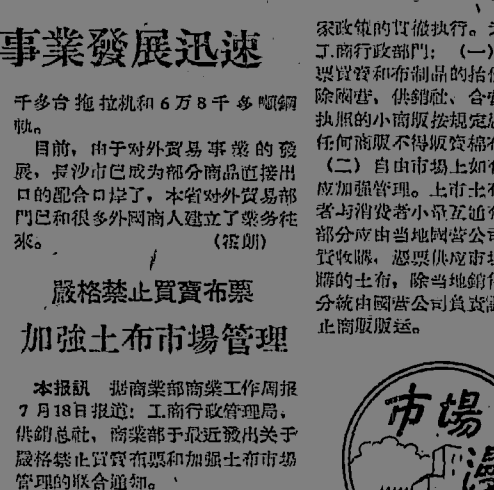 事業發展迅速
千多台拖拉机和6万8千多噸鋼
軌。
目前，由于对外貿易事業的發
展，長沙市已成为部分商品直接出
口的配合口岸了，本省对外貿易部
門已和很多外國商人建立了業务往
來。
嚴格禁止買賣布票
加強土布市場管理
本报訊 据商業部商業工作周报
7月18日报道：工商行政管理局，
供銷总社，商業部于最近發出关于
嚴格禁止買賣布票和加强土布市場
管理的联合通知。
家政策的貫徹执行。
工商行政部門：（一）
票買賣和布制品的
除國营，供銷社、合
执照的小商販按規定
任何商販不得販賣棉
（二）自由市場上如
应加强管理。上市土
者与消費者小量互通
部分应由当地國营公
貨收購，憑票供应市
購的土布，除当地銷
分統由國营公司負責
止商販販运。
市場